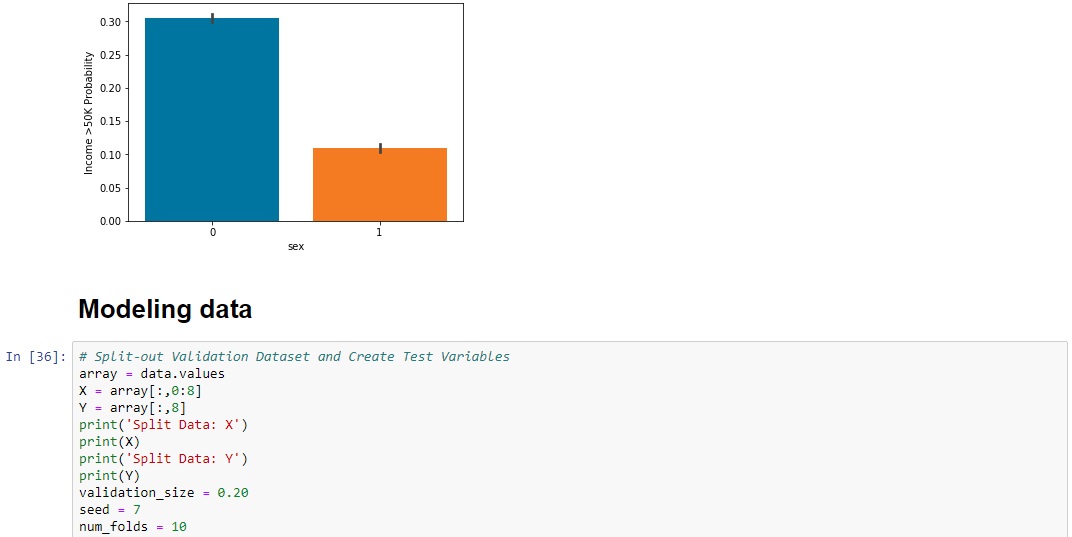 0.30
0.25
0.20
0.15
0.10
0.05
0.00
Income >50K Probability
0 1
sex
Modeling data
In [36]: # Split-out Validation Dataset and Create Test Variables
array = data.values
X = array[:,0:8]
Y = array[:,8]
print('Split Data: X')
print(X)
print('Split Data: Y')
print(Y)
validation_size = 0.20
seed = 7
num_folds = 10